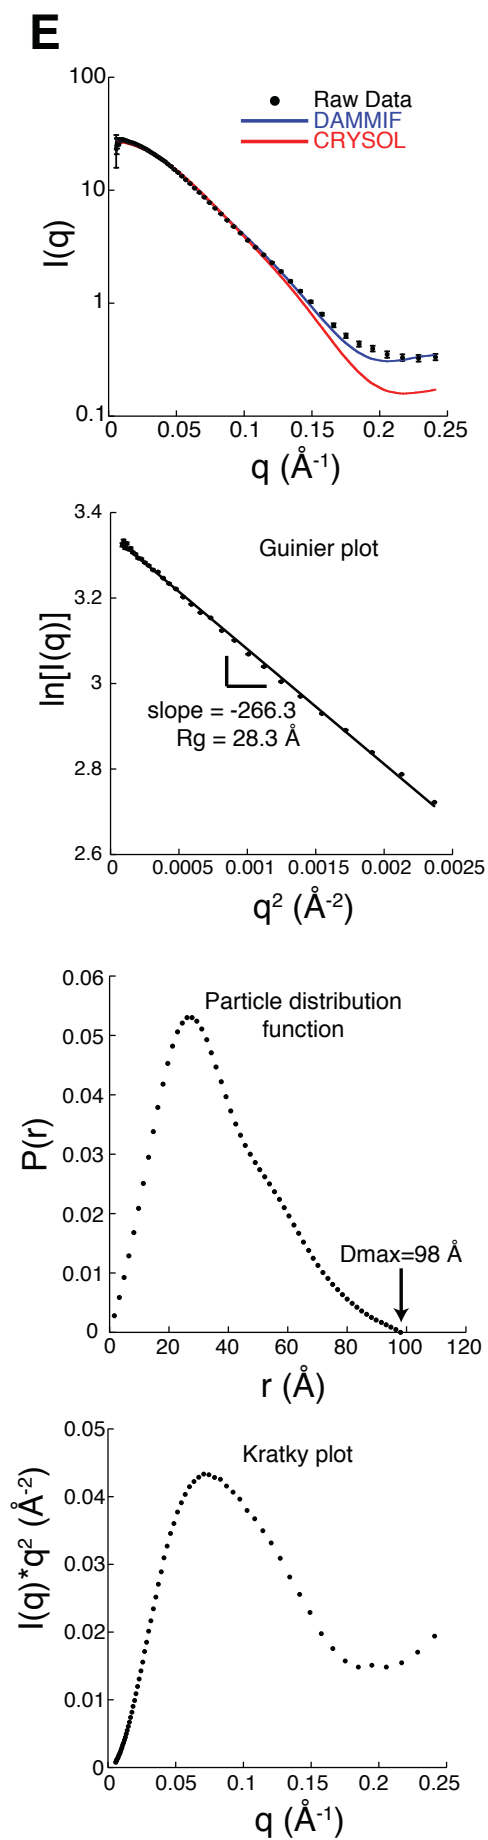 E
100
10
1
0.1
I(q)
Raw Data
DAMMIF
CRYSOL
0 0.05 0.1 0.15 0.2 0.25
q (Å⁻¹)
3.4
3.2
3
2.8
2.6
ln[I(q)]
Guinier plot
slope = -266.3
Rg = 28.3 Å
0 0.0005 0.001 0.0015 0.002 0.0025
q² (Å⁻²)
0.06
0.05
0.04
0.03
0.02
0.01
0
P(r)
Particle distribution
function
Dmax=98 Å
0 20 40 60 80 100 120
r (Å)
0.05
0.04
0.03
0.02
0.01
0
I(q)*q² (Å⁻²)
Kratky plot
0 0.05 0.1 0.15 0.2 0.25
q (Å⁻¹)